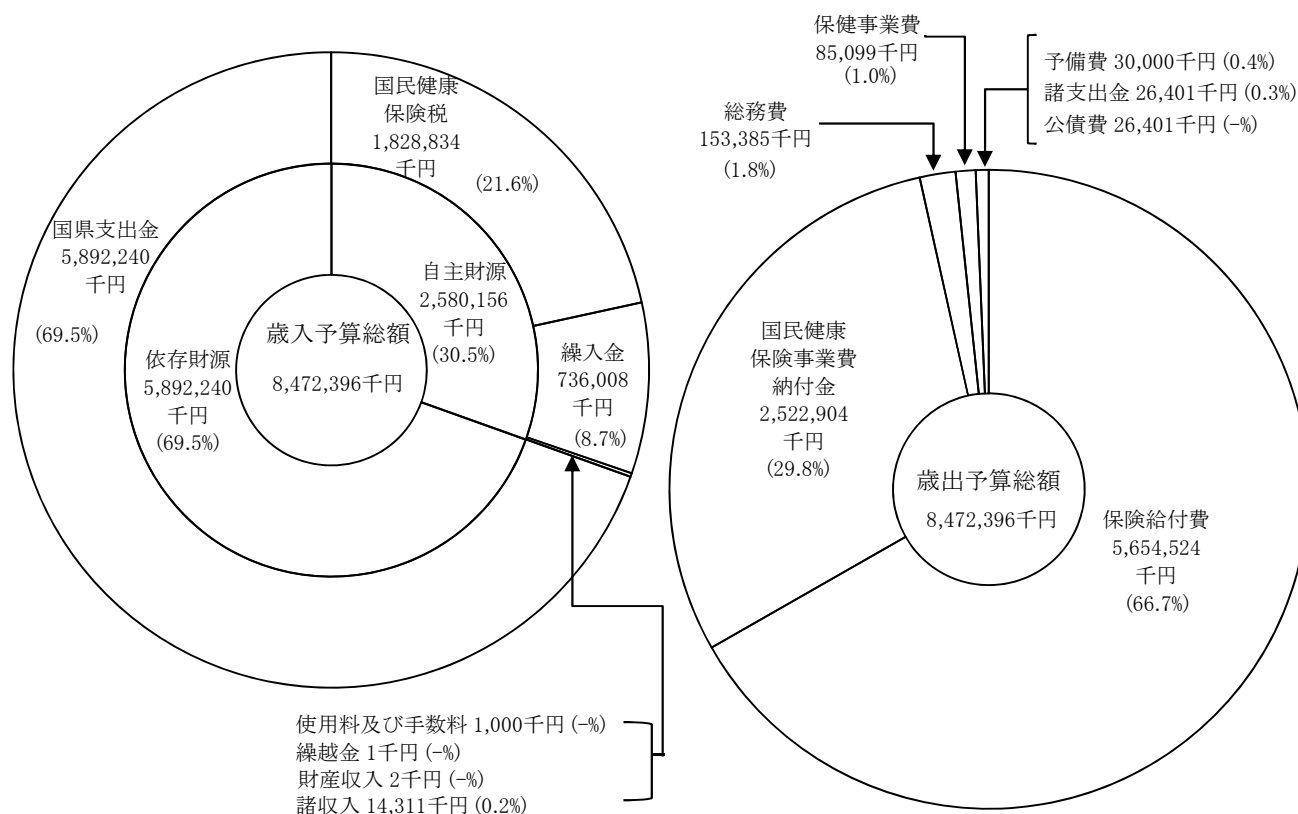 国民健康
保険税
1,828,834
千円
(21.6%)
国県支出金
5,892,240
千円
(69.5%)
自主財源
2,580,156
千円
(30.5%)
歳入予算総額
8,472,396千円
依存財源
5,892,240
千円
(69.5%)
繰入金
736,008
千円
(8.7%)
使用料及び手数料 1,000千円 (-%)
繰越金 1千円 (-%)
財産収入 2千円 (-%)
諸収入 14,311千円 (0.2%)
保健事業費
85,099千円
(1.0%)
総務費
153,385千円
(1.8%)
予備費 30,000千円 (0.4%)
諸支出金 26,401千円 (0.3%)
公債費 26,401千円 (-%)
国民健康
保険事業費
納付金
2,522,904
千円
(29.8%)
歳出予算総額
8,472,396千円
保険給付費
5,654,524
千円
(66.7%)